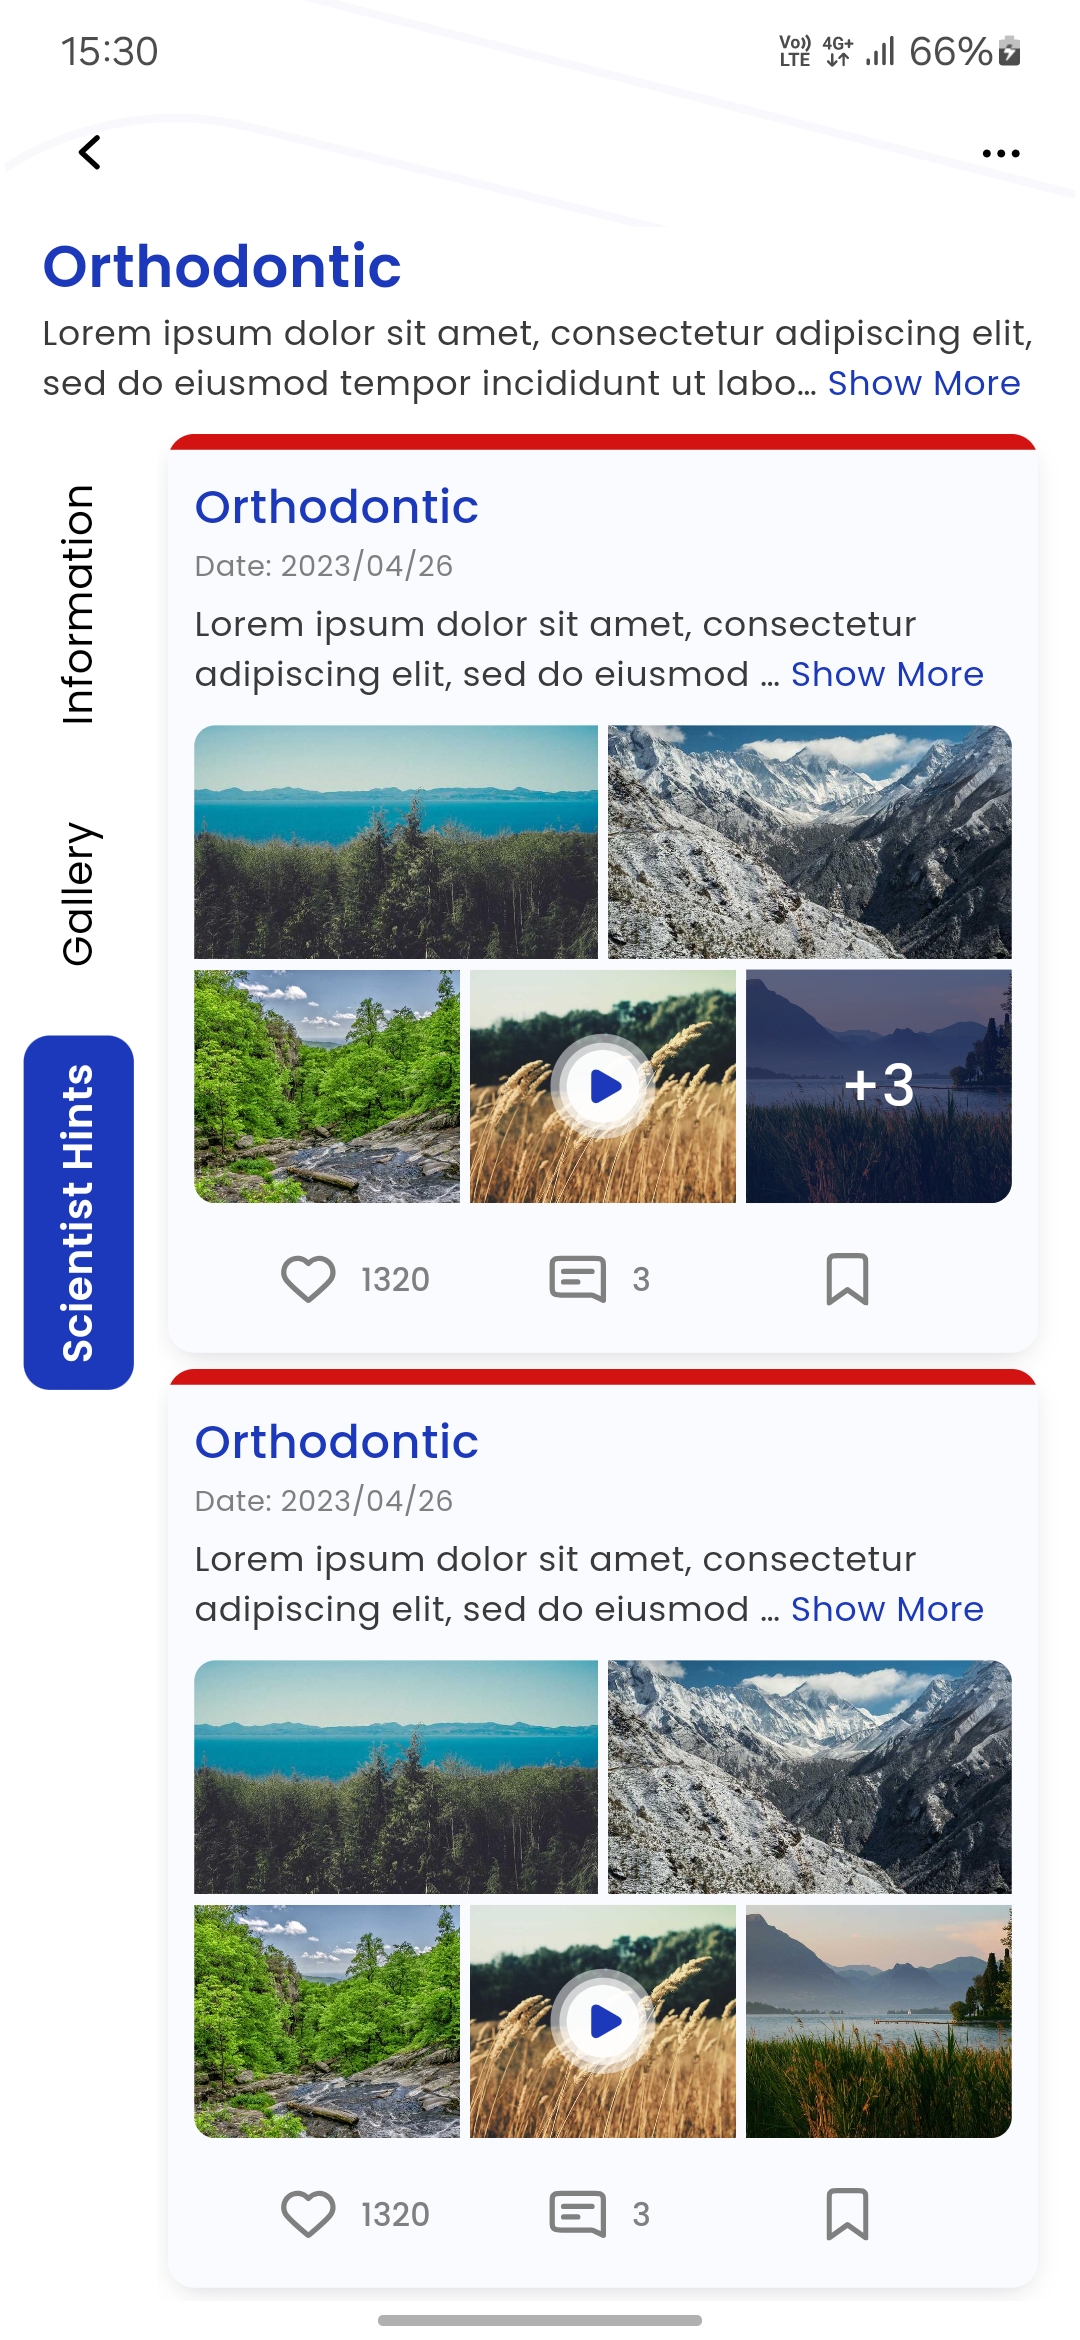 15:30
Vo)) LTE 4G+ 66%
Orthodontic
Lorem ipsum dolor sit amet, consectetur adipiscing elit,
sed do eiusmod tempor incididunt ut labo... Show More
Information
Gallery
Scientist Hints
Orthodontic
Date: 2023/04/26
Lorem ipsum dolor sit amet, consectetur
adipiscing elit, sed do eiusmod ... Show More
+3
1320
3
Orthodontic
Date: 2023/04/26
Lorem ipsum dolor sit amet, consectetur
adipiscing elit, sed do eiusmod ... Show More
1320
3